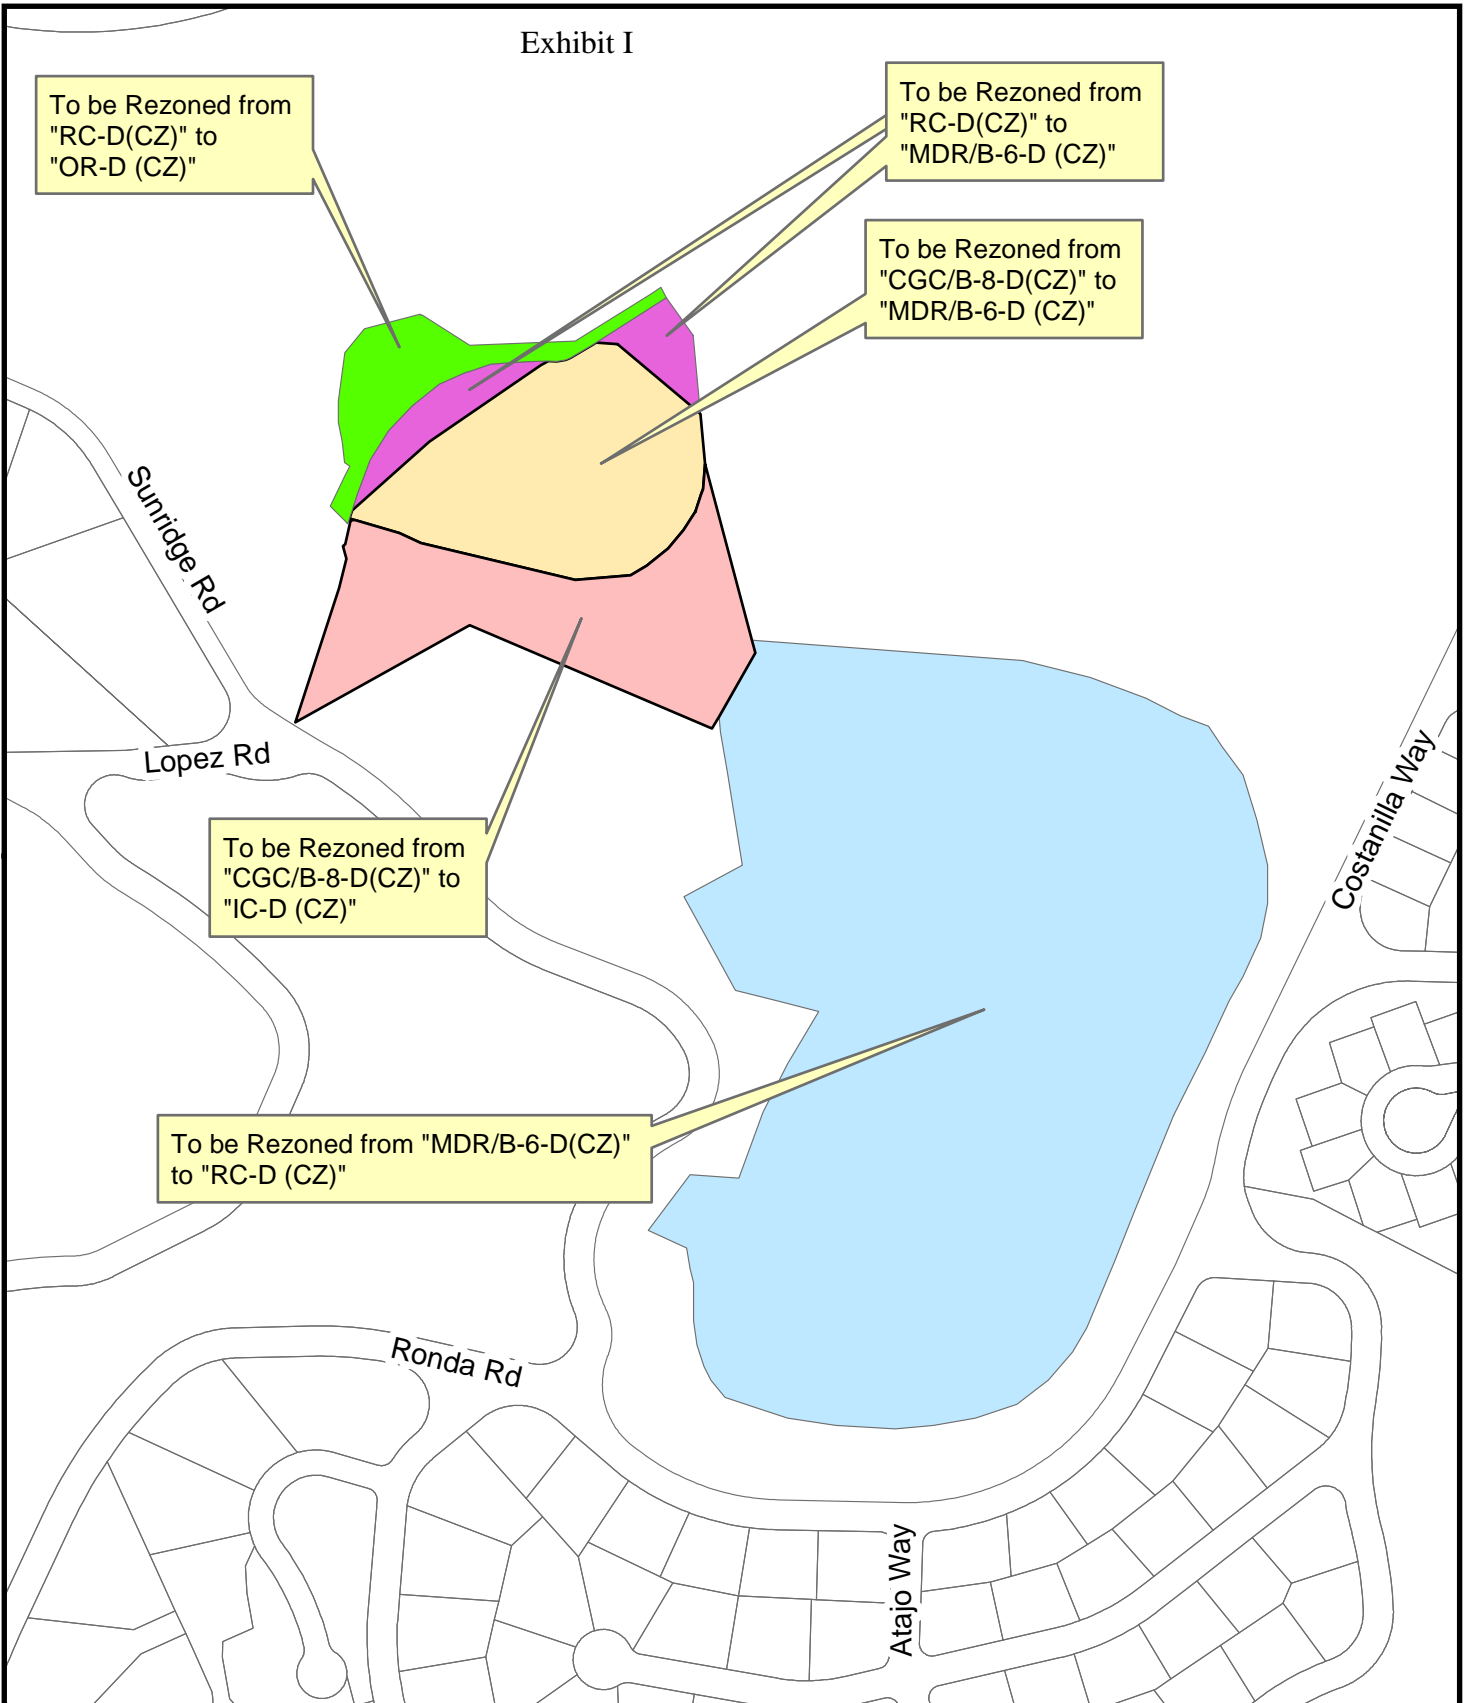 Exhibit I
To be Rezoned from
"RC-D(CZ)" to
"OR-D (CZ)"
To be Rezoned from
"RC-D(CZ)" to
"MDR/B-6-D (CZ)"
To be Rezoned from
"CGC/B-8-D(CZ)" to
"MDR/B-6-D (CZ)"
Sunridge Rd
Lopez Rd
Costanilla Way
To be Rezoned from
"CGC/B-8-D(CZ)" to
"IC-D (CZ)"
To be Rezoned from "MDR/B-6-D(CZ)"
to "RC-D (CZ)"
Ronda Rd
Atajo Way